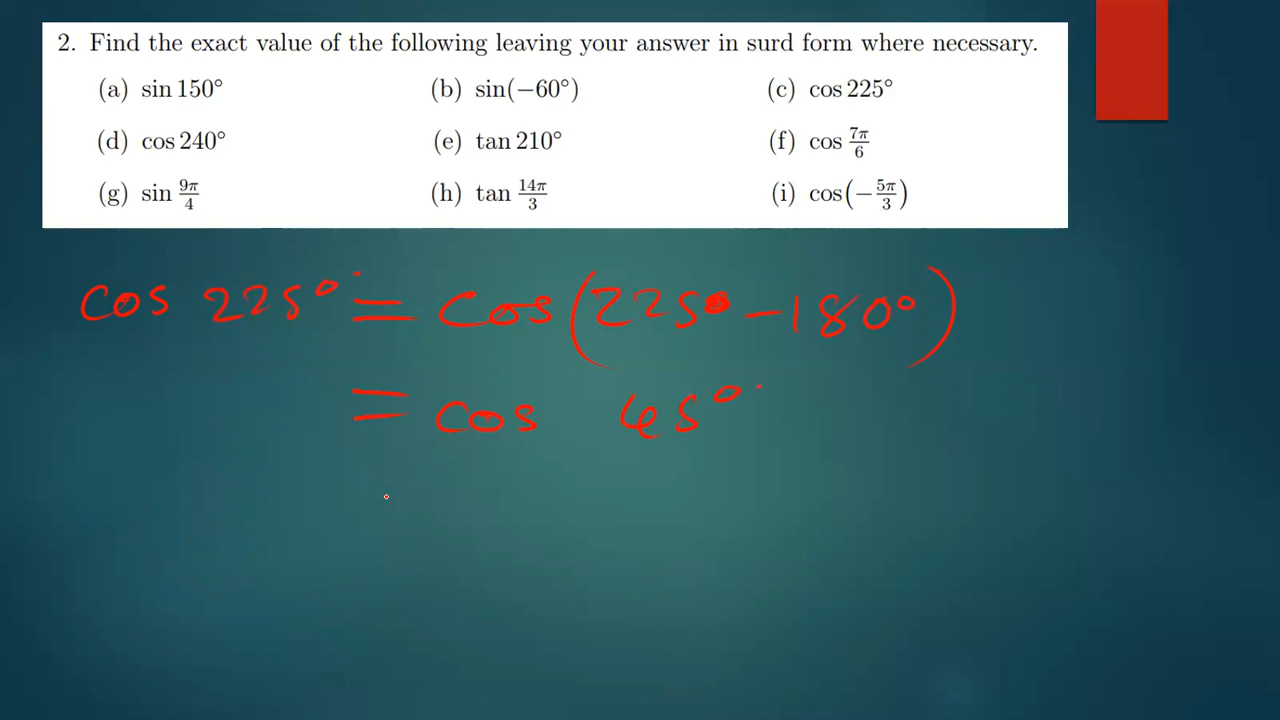 2. Find the exact value of the following leaving your answer in surd form where necessary.
(a) sin 150° (b) sin(−60°) (c) cos 225°
(d) cos 240° (e) tan 210° (f) cos 7π/6
(g) sin 9π/4 (h) tan 14π/3 (i) cos(−5π/3)
cos 225° = cos(225° − 180°)
= cos 45°